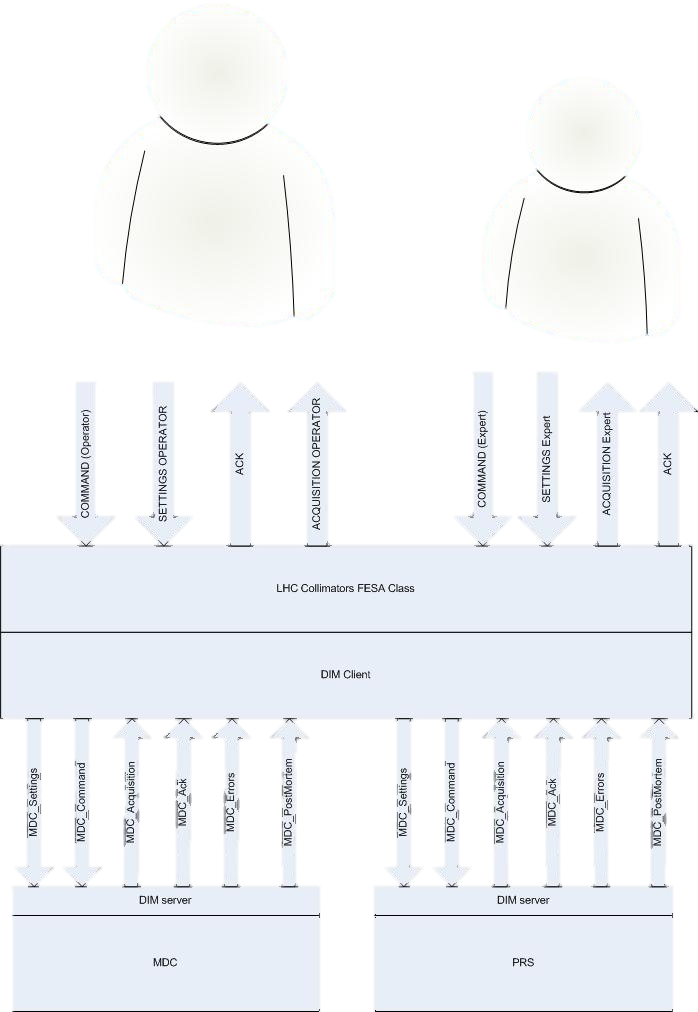 COMMAND (Operator)
SETTINGS OPERATOR
ACK
ACQUISITION OPERATOR
COMMAND (Expert)
SETTINGS Expert
ACQUISITION Expert
ACK
LHC Collimators FESA Class
DIM Client
MDC_Settings
MDC_Command
MDC_Acquisition
MDC_Ack
MDC_Errors
MDC_PostMortem
MDC_Settings
MDC_Command
MDC_Acquisition
MDC_Ack
MDC_Errors
MDC_PostMortem
DIM server
DIM server
MDC
PRS